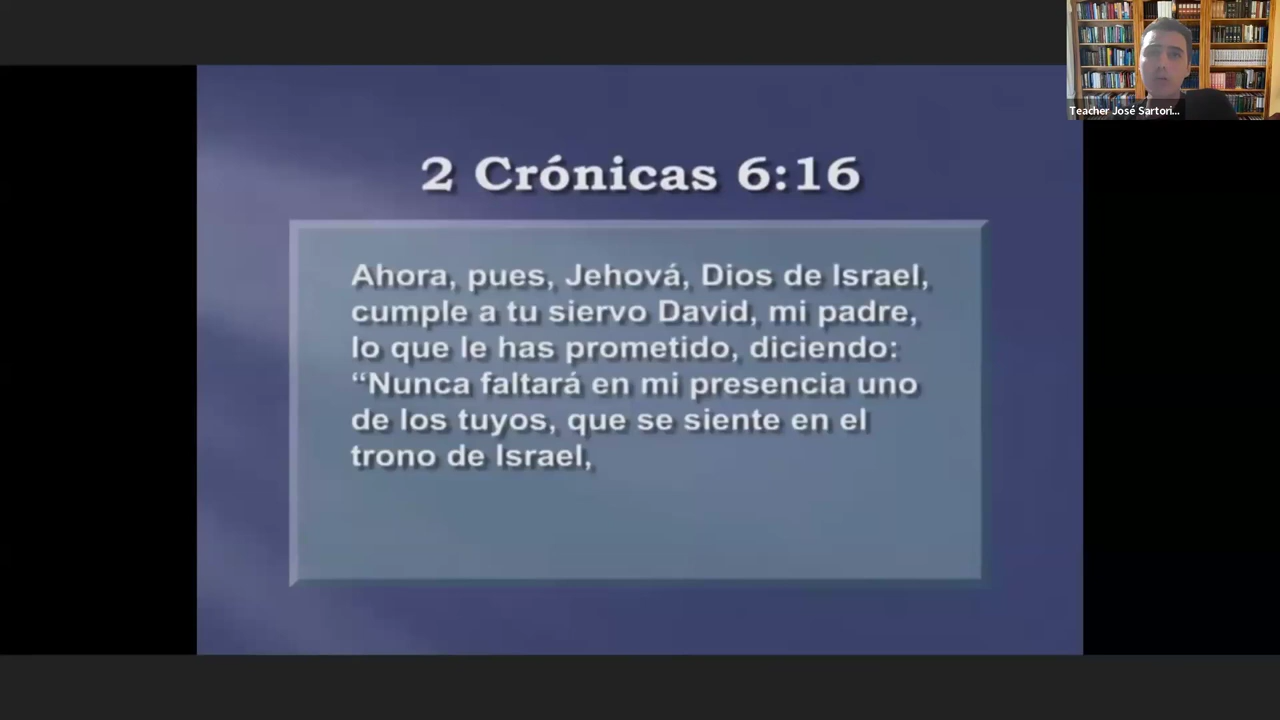 Teacher José Sartori...
2 Crónicas 6:16
Ahora, pues, Jehová, Dios de Israel,
cumple a tu siervo David, mi padre,
lo que le has prometido, diciendo:
“Nunca faltará en mi presencia uno
de los tuyos, que se siente en el
trono de Israel,